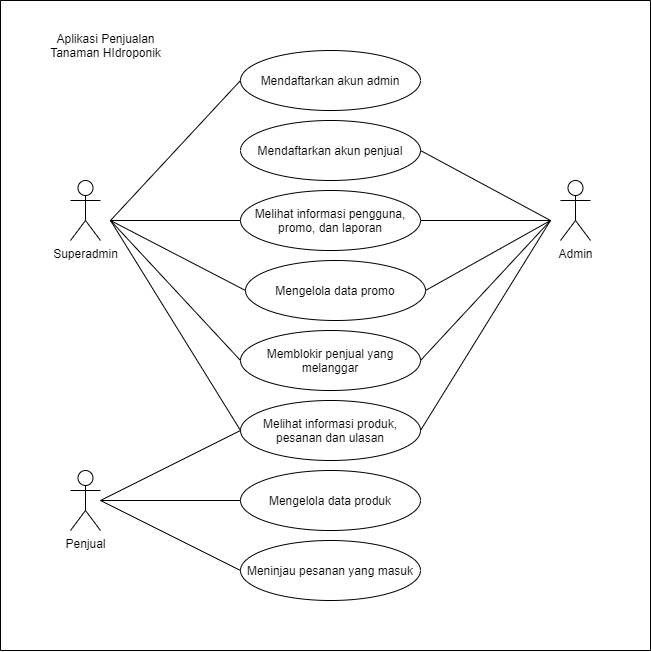 Aplikasi Penjualan
Tanaman HIdroponik
Mendaftarkan akun admin
Mendaftarkan akun penjual
Melihat informasi pengguna,
promo, dan laporan
Superadmin
Admin
Mengelola data promo
Memblokir penjual yang
melanggar
Melihat informasi produk,
pesanan dan ulasan
Mengelola data produk
Penjual
Meninjau pesanan yang masuk